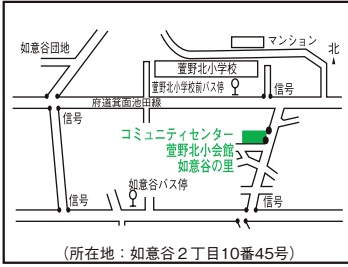 マンション
如意谷団地
北
萱野北小学校
萱野北小学校前バス停
信号
府道箕面池田線
信号
コミュニティセンター
萱野北小会館
如意谷の里
如意谷バス停
信号
信号
(所在地：如意谷2丁目10番45号)